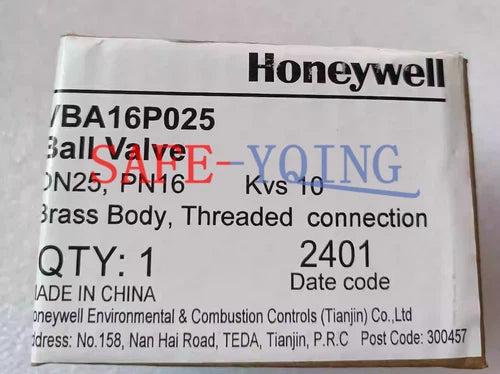 Honeywell
VBA16P025
Ball Valve
SAFE-YQING
DN25, PN16 Kvs 10
Brass Body, Threaded connection
QTY: 1 2401
Date code
MADE IN CHINA
oneywell Environmental & Combustion Controls (Tianjin) Co.,Ltd
ddress: No.158, Nan Hai Road, TEDA, Tianjin, P.R.C Post Code: 300457